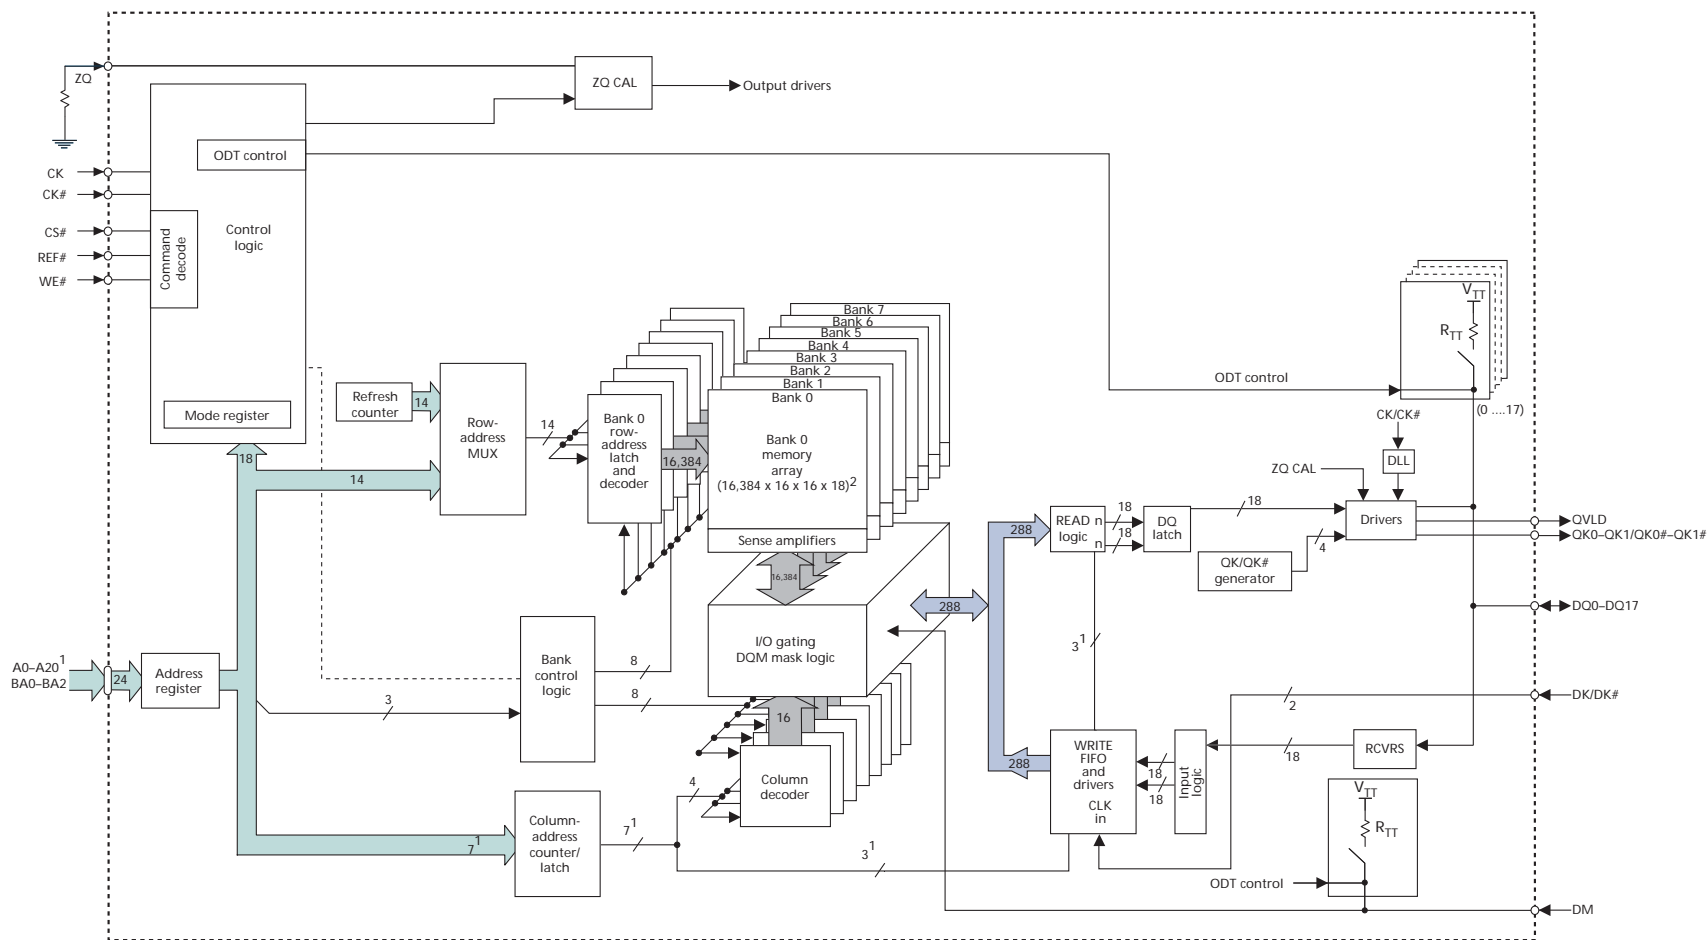 ZQ
ZQ CAL
Output drivers
ODT control
CK
CK#
CS#
REF#
WE#
Command
decode
Control
logic
Mode register
Refresh
counter
14
Row-
address
MUX
14
18
14
Bank 0
row-
address
latch
and
decoder
16,384
Bank 7
Bank 6
Bank 5
Bank 4
Bank 3
Bank 2
Bank 1
Bank 0
Bank 0
memory
array
(16,384 x 16 x 16 x 18)2
Sense amplifiers
16,384
I/O gating
DQM mask logic
16
Column
decoder
288
288
288
READ
logic
n
n
18
18
DQ
latch
18
QK/QK#
generator
4
ODT control
VTT
RTT
(0 ....17)
CK/CK#
DLL
ZQ CAL
Drivers
QVLD
QK0–QK1/QK0#–QK1#
DQ0–DQ17
DK/DK#
2
31
A0–A201
BA0–BA2
24
Address
register
3
Bank
control
logic
8
8
71
Column-
address
counter/
latch
71
4
31
WRITE
FIFO
and
drivers
CLK
in
18
18
Input
logic
18
RCVRS
VTT
RTT
ODT control
DM